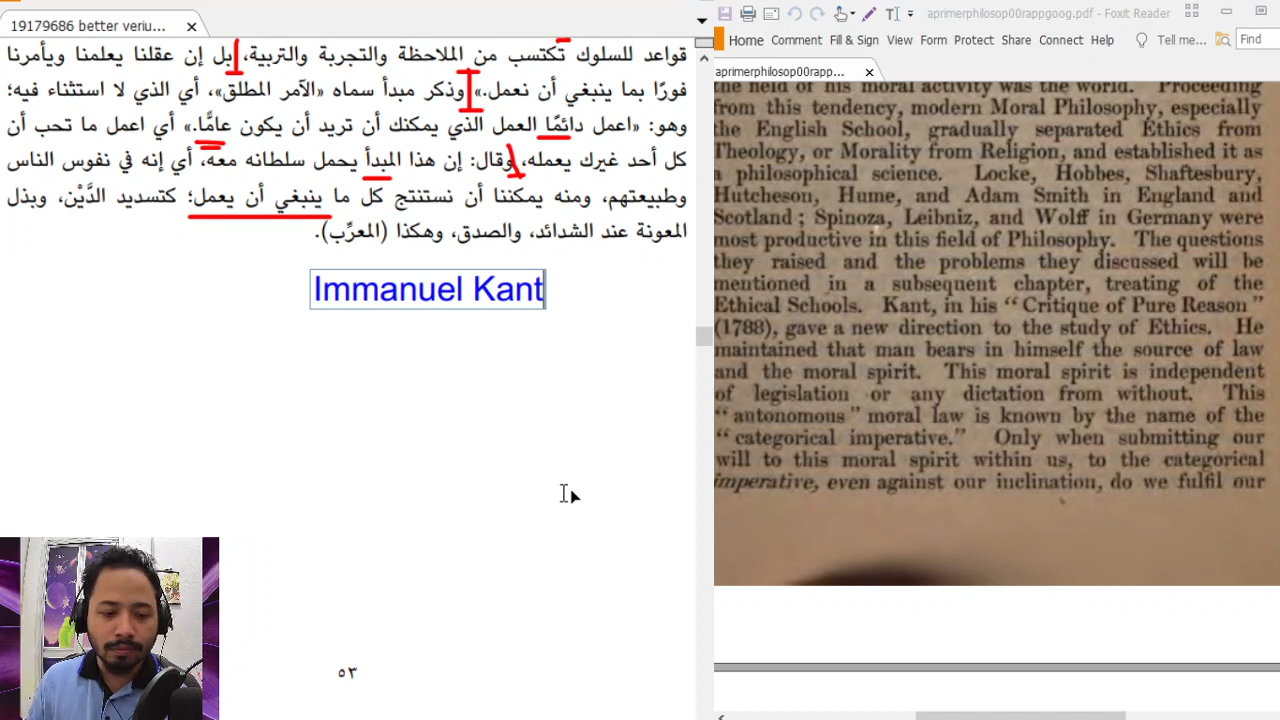 19179686 better veriu...
قواعد للسلوك تكتسب من الملاحظة والتجربة والتربية، بل إن عقلنا يعلمنا ويأمرنا
فورًا بما ينبغي أن نعمل.» وذكر مبدأ سماه «الآمر المطلق»، أي الذي لا استثناء فيه؛
وهو: «اعمل دائمًا العمل الذي يمكنك أن تريد أن يكون عامًّا.» أي اعمل ما تحب أن
كل أحد غيرك يعمله، وقال: إن هذا المبدأ يحمل سلطانه معه، أي إنه في نفوس الناس
وطبيعتهم، ومنه يمكننا أن نستنتج كل ما ينبغي أن يعمل؛ كتسديد الدَّيْن، وبذل
المعونة عند الشدائد، والصدق، وهكذا (المعرِّب).
Immanuel Kant
٥٣
aprimerphilosop00rappgoog.pdf - Foxit Reader
Home Comment Fill & Sign View Form Protect Share Connect Help Tell me... Find
aprimerphilosop00rapp...
the field of his moral activity was the world. Proceeding
from this tendency, modern Moral Philosophy, especially
the English School, gradually separated Ethics from
Theology, or Morality from Religion, and established it as
a philosophical science. Locke, Hobbes, Shaftesbury,
Hutcheson, Hume, and Adam Smith in England and
Scotland; Spinoza, Leibniz, and Wolff in Germany were
most productive in this field of Philosophy. The questions
they raised and the problems they discussed will be
mentioned in a subsequent chapter, treating of the
Ethical Schools. Kant, in his "Critique of Pure Reason"
(1788), gave a new direction to the study of Ethics. He
maintained that man bears in himself the source of law
and the moral spirit. This moral spirit is independent
of legislation or any dictation from without. This
"autonomous" moral law is known by the name of the
"categorical imperative." Only when submitting our
will to this moral spirit within us, to the categorical
imperative, even against our inclination, do we fulfil our